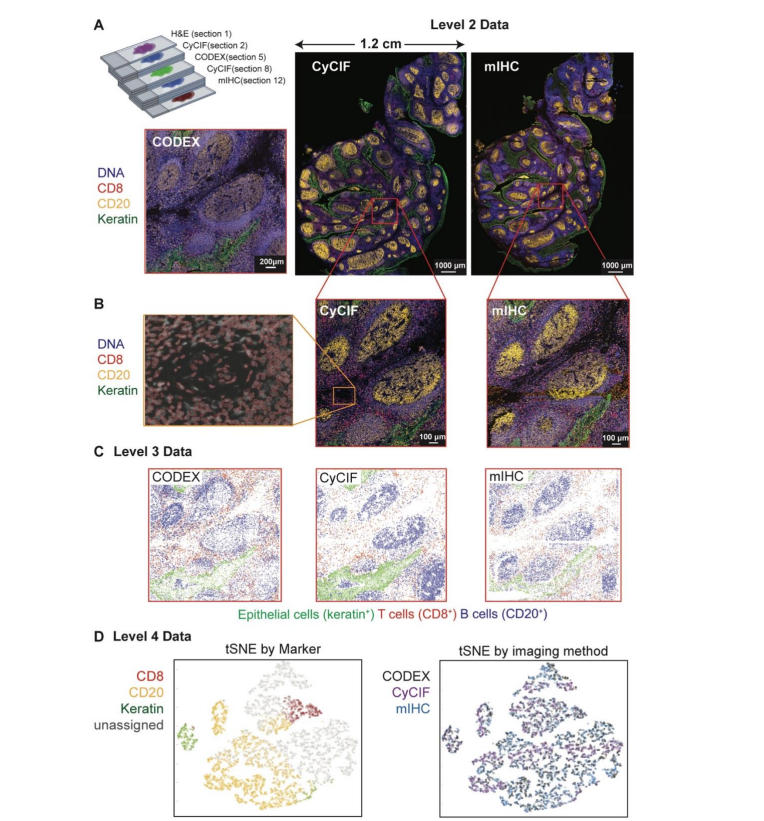 A
Level 2 Data
H&E (section 1)
CyCIF(section 2)
CODEX(section 5)
CyCIF(section 8)
mIHC(section 12)
1.2 cm
CyCIF
mIHC
CODEX
DNA
CD8
CD20
Keratin
200µm
1000 µm
1000 µm
B
CyCIF
mIHC
DNA
CD8
CD20
Keratin
100 µm
100 µm
C Level 3 Data
CODEX
CyCIF
mIHC
Epithelial cells (keratin⁺) T cells (CD8⁺) B cells (CD20⁺)
D Level 4 Data
tSNE by Marker
tSNE by imaging method
CD8
CD20
Keratin
unassigned
CODEX
CyCIF
mIHC